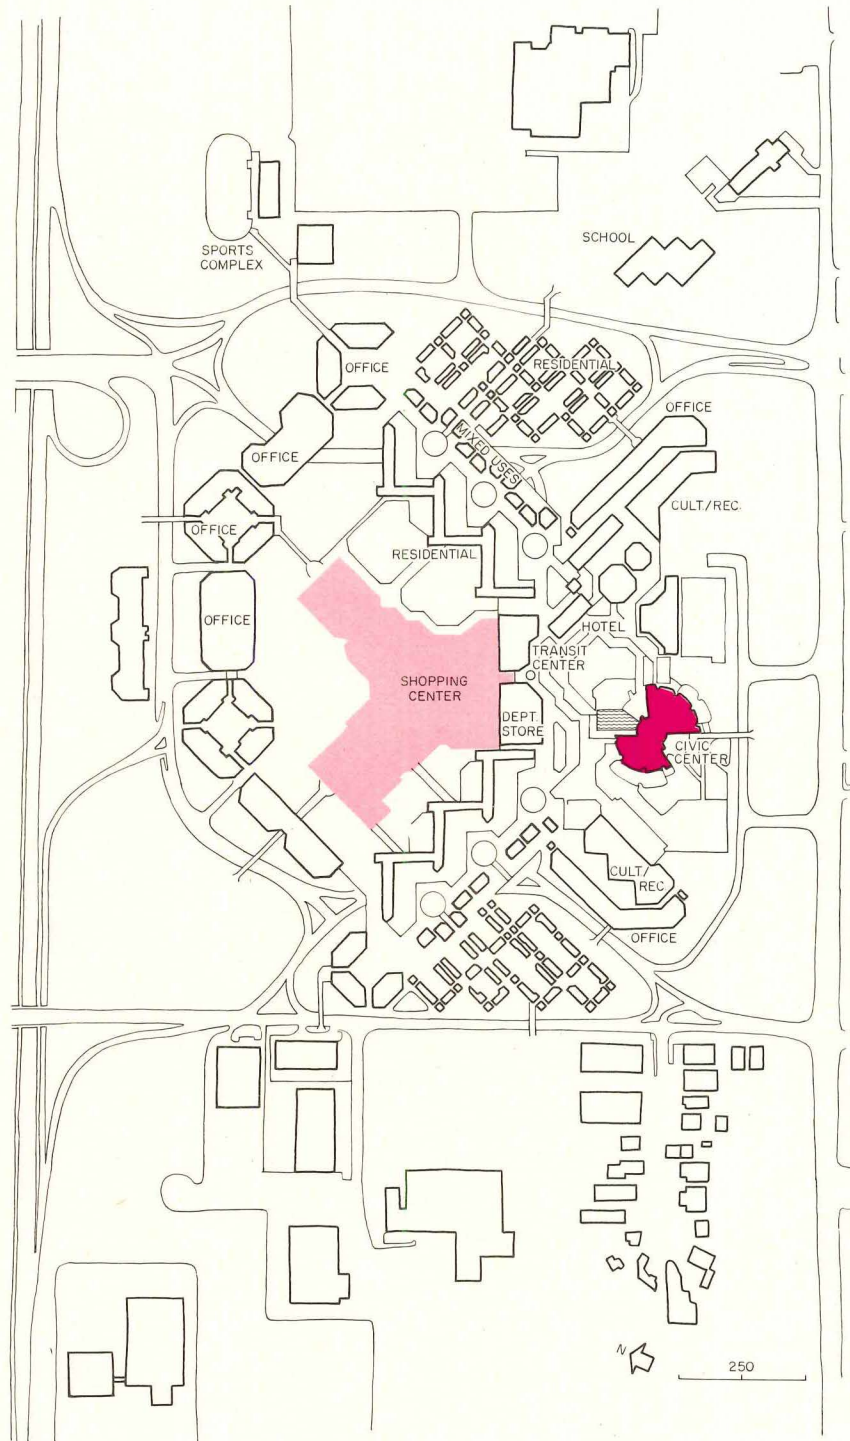 SPORTS
COMPLEX
SCHOOL
OFFICE
RESIDENTIAL
OFFICE
MIXED USES
OFFICE
OFFICE
CULT./REC.
RESIDENTIAL
OFFICE
HOTEL
TRANSIT
CENTER
SHOPPING
CENTER
DEPT.
STORE
CIVIC
CENTER
CULT./
REC.
OFFICE
N
250